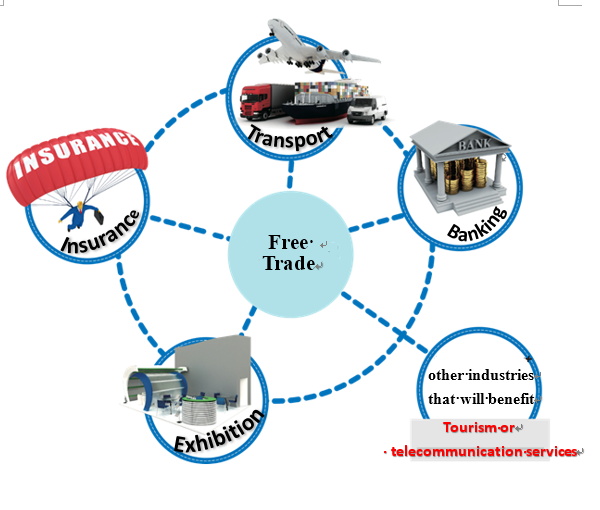 Transport
INSURANCE
Insurance
BANK
Banking
Free
Trade
Exhibition
other industries
that will benefit
Tourism or
telecommunication services